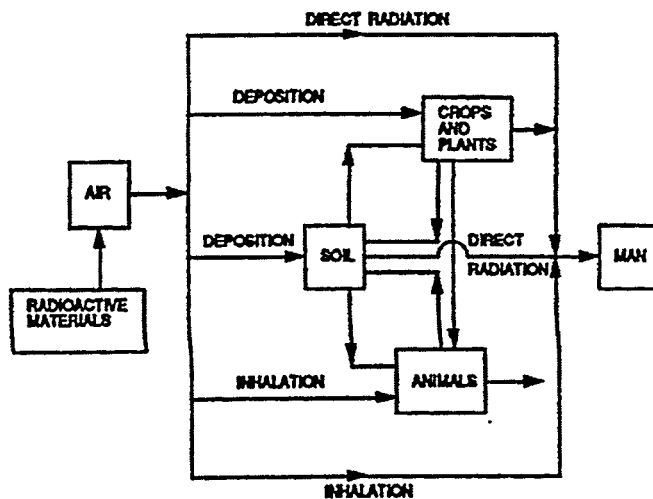 DIRECT RADIATION
DEPOSITION
CROPS
AND
PLANTS
AIR
DEPOSITION
SOIL
DIRECT
RADIATION
MAN
RADIOACTIVE
MATERIALS
INHALATION
ANIMALS
INHALATION